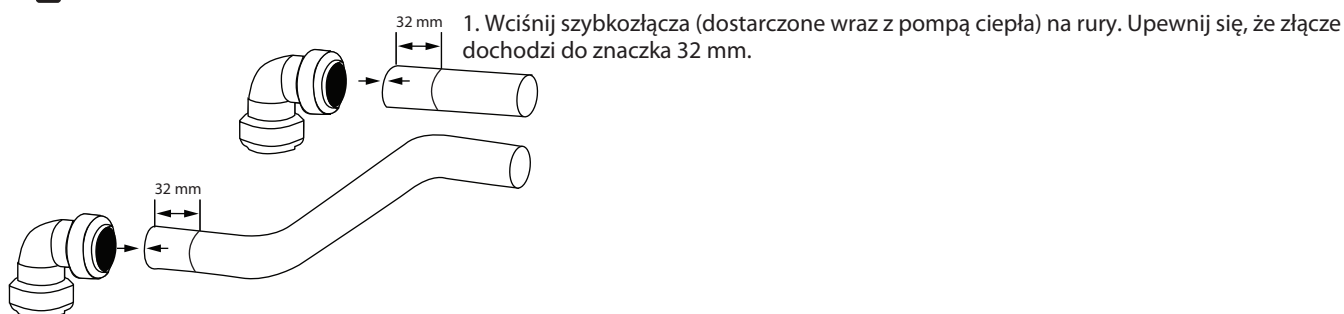 32 mm
1. Wciśnij szybkozłącza (dostarczone wraz z pompą ciepła) na rury. Upewnij się, że złącze
dochodzi do znaczka 32 mm.
32 mm